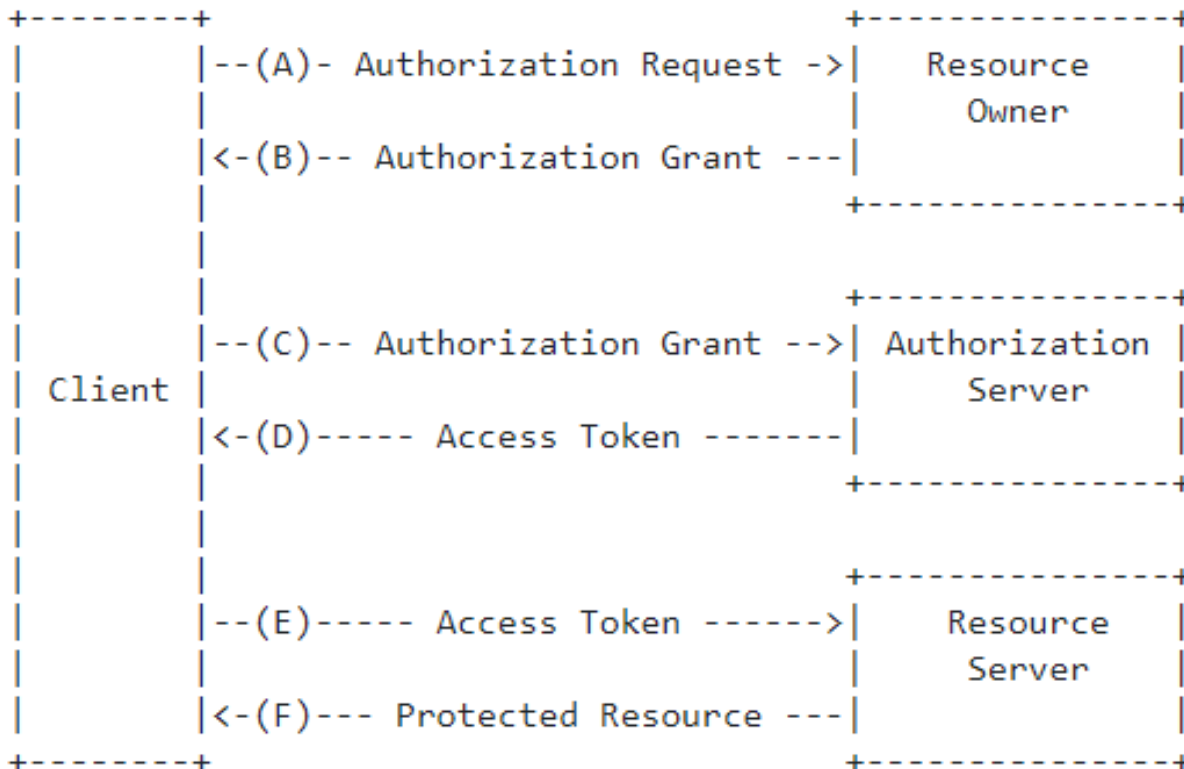 +--------+                               +---------------+
|        |--(A)- Authorization Request ->|   Resource    |
|        |                               |     Owner     |
|        |<-(B)-- Authorization Grant ---|               |
|        |                               +---------------+
|        |
|        |                               +---------------+
|        |--(C)-- Authorization Grant -->| Authorization |
| Client |                               |     Server    |
|        |<-(D)----- Access Token -------|               |
|        |                               +---------------+
|        |
|        |                               +---------------+
|        |--(E)----- Access Token ------>|    Resource   |
|        |                               |     Server    |
|        |<-(F)--- Protected Resource ---|               |
+--------+                               +---------------+